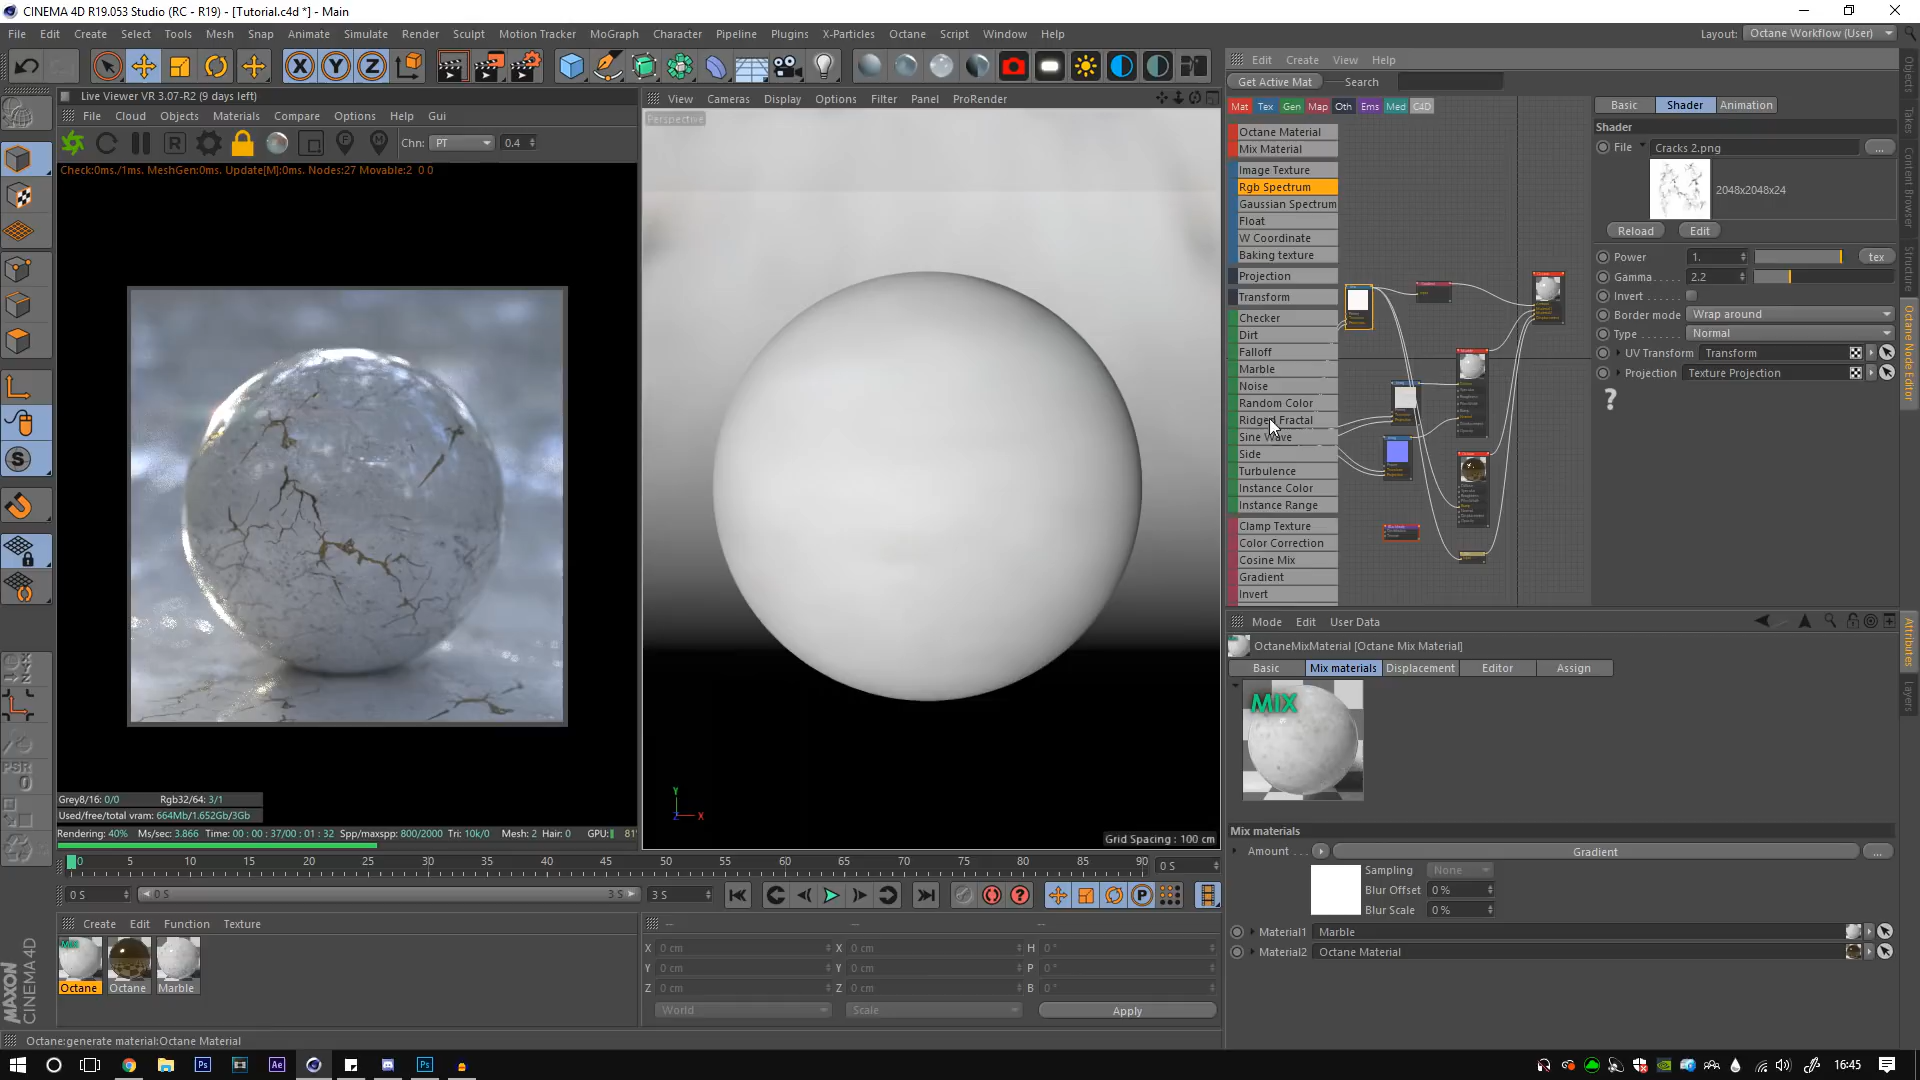 CINEMA 4D R19.053 Studio (RC - R19) - [Tutorial.c4d *] - Main
File Edit Create Select Tools Mesh Snap Animate Simulate Render Sculpt Motion Tracker MoGraph Character Pipeline Plugins X-Particles Octane Script Window Help
Layout: Octane Workflow (User)
Live Viewer VR 3.07-R2 (9 days left)
File Cloud Objects Materials Compare Options Help Gui
Chn: PT 0.4
Check:0ms./1ms. MeshGen:0ms. Update[M]:0ms. Nodes:27 Movable:2 0 0
Grey8/16: 0/0 Rgb32/64: 3/1
Used/free/total vram: 664Mb/1.652Gb/3Gb
Rendering: 40% Ms/sec: 3.866 Time: 00 : 00 : 37/00 : 01 : 32 Spp/maxspp: 800/2000 Tri: 10k/0 Mesh: 2 Hair: 0 GPU: 81°
View Cameras Display Options Filter Panel ProRender
Perspective
Y
X
Z
Grid Spacing : 100 cm
Edit Create View Help
Get Active Mat Search
Mat Tex Gen Map Oth Ems Med C4D
Octane Material
Mix Material
Image Texture
Rgb Spectrum
Gaussian Spectrum
Float
W Coordinate
Baking texture
Projection
Transform
Checker
Dirt
Falloff
Marble
Noise
Random Color
Ridged Fractal
Sine Wave
Side
Turbulence
Instance Color
Instance Range
Clamp Texture
Color Correction
Cosine Mix
Gradient
Invert
Basic Shader Animation
Shader
File Cracks 2.png ...
2048x2048x24
Reload Edit
Power 1. tex
Gamma 2.2
Invert
Border mode Wrap around
Type Normal
UV Transform Transform
Projection Texture Projection
?
Objects
Takes
Content Browser
Structure
Octane Node Editor
Attributes
Layers
Mode Edit User Data
OctaneMixMaterial [Octane Mix Material]
Basic Mix materials Displacement Editor Assign
MIX
Mix materials
Amount Gradient ...
Sampling None
Blur Offset 0 %
Blur Scale 0 %
Material1 Marble
Material2 Octane Material
0 5 10 15 20 25 30 35 40 45 50 55 60 65 70 75 80 85 90 0 S
0 S 0 S 3 S 3 S
Create Edit Function Texture
MIX
Octane Octane Marble
-- -- --
X 0 cm X 0 cm H 0 °
Y 0 cm Y 0 cm P 0 °
Z 0 cm Z 0 cm B 0 °
World Scale Apply
MAXON
CINEMA 4D
PSR
0
Octane:generate material:Octane Material
16:45